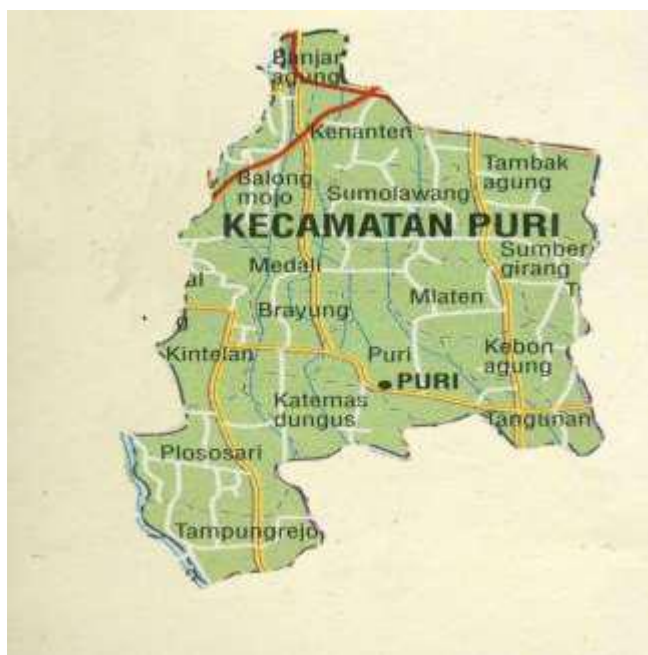 Banjar
agung
Kenanten
Tambak
agung
Balong
mojo
Sumolawang
KECAMATAN PURI
Sumber
girang
Medali
al
T
Mlaten
Brayung
Kintelan
Puri
Kebon
agung
PURI
Katemas
dungus
Tangunan
Plososari
Tampungrejo